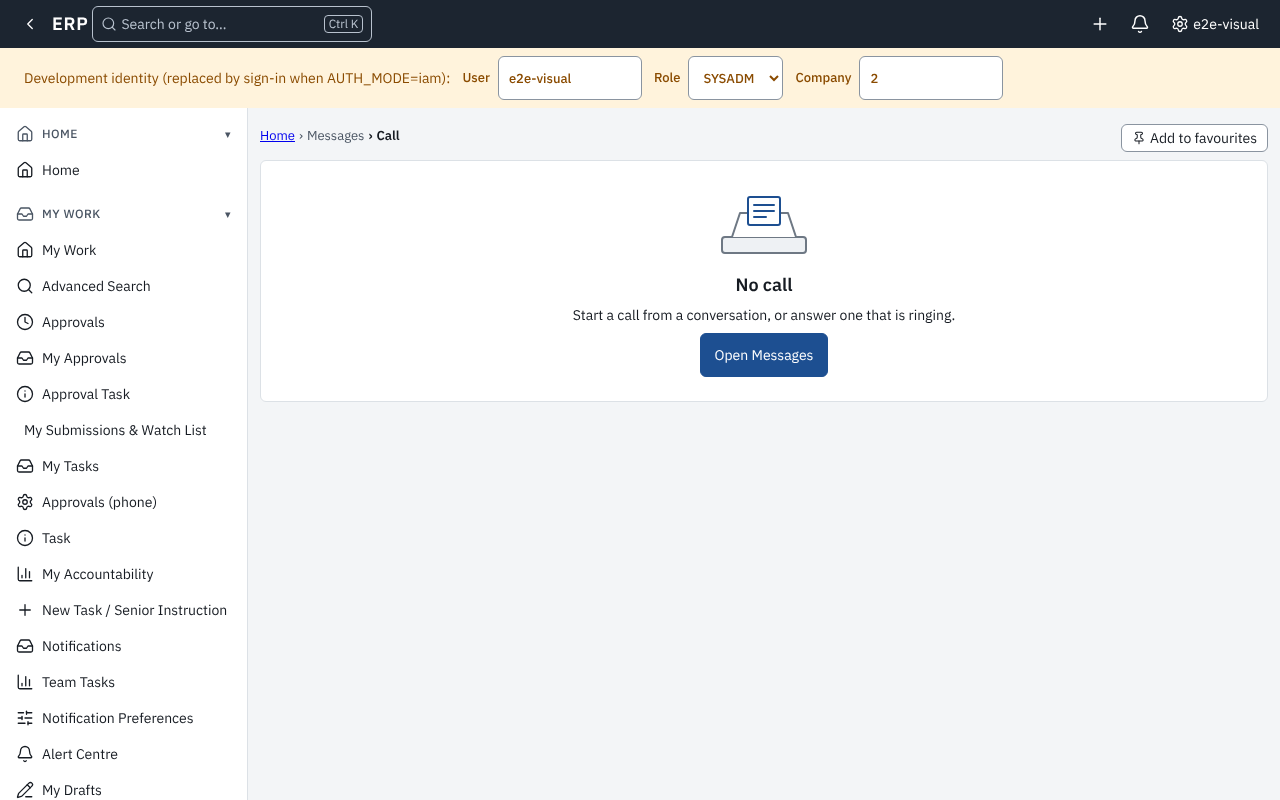 ERP
Search or go to...
Ctrl K
e2e-visual
Development identity (replaced by sign-in when AUTH_MODE=iam):
User
e2e-visual
Role
SYSADM
Company
2
HOME
Home
MY WORK
My Work
Advanced Search
Approvals
My Approvals
Approval Task
My Submissions & Watch List
My Tasks
Approvals (phone)
Task
My Accountability
New Task / Senior Instruction
Notifications
Team Tasks
Notification Preferences
Alert Centre
My Drafts
Home › Messages › Call
Add to favourites
No call
Start a call from a conversation, or answer one that is ringing.
Open Messages